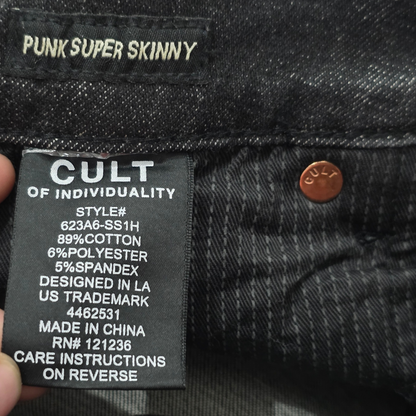 PUNK SUPER SKINNY
CULT
OF INDIVIDUALITY
STYLE#
623A6-SS1H
89%COTTON
6%POLYESTER
5%SPANDEX
DESIGNED IN LA
US TRADEMARK
4462531
MADE IN CHINA
RN# 121236
CARE INSTRUCTIONS
ON REVERSE
CULT